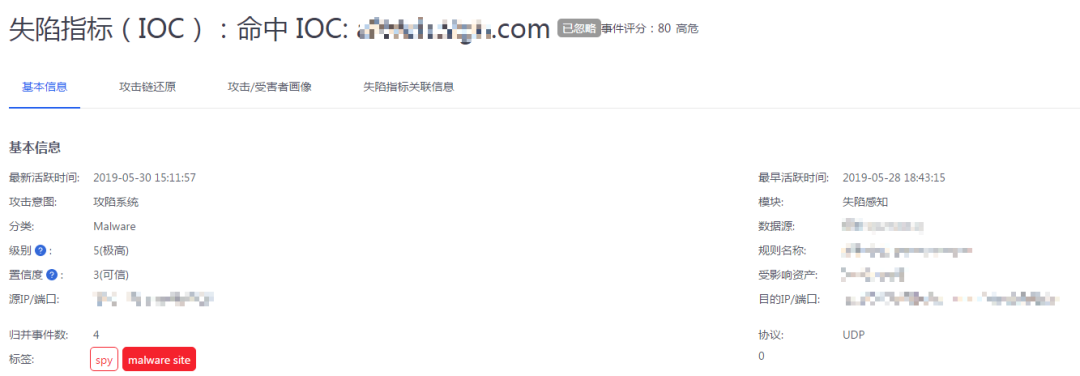 失陷指标（IOC）：命中 IOC: .com 已忽略 事件评分：80 高危
基本信息 攻击链还原 攻击/受害者画像 失陷指标关联信息
基本信息
最新活跃时间: 2019-05-30 15:11:57 最早活跃时间: 2019-05-28 18:43:15
攻击意图: 攻陷系统 模块: 失陷感知
分类: Malware 数据源:
级别 ? : 5(极高) 规则名称:
置信度 ? : 3(可信) 受影响资产:
源IP/端口: 目的IP/端口:
归并事件数: 4 协议: UDP
标签: spy malware site 0